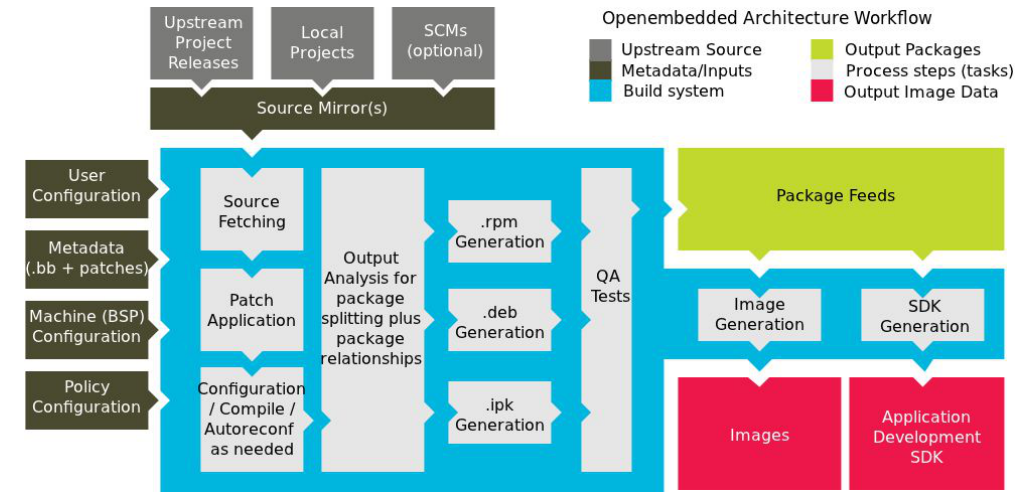 Openembedded Architecture Workflow
Upstream Source
Metadata/Inputs
Build system
Output Packages
Process steps (tasks)
Output Image Data
Upstream
Project
Releases
Local
Projects
SCMs
(optional)
Source Mirror(s)
User
Configuration
Metadata
(.bb + patches)
Machine (BSP)
Configuration
Policy
Configuration
Source
Fetching
Patch
Application
Configuration
/ Compile /
Autoreconf
as needed
Output
Analysis for
package
splitting plus
package
relationships
.rpm
Generation
.deb
Generation
.ipk
Generation
QA
Tests
Package Feeds
Image
Generation
SDK
Generation
Images
Application
Development
SDK